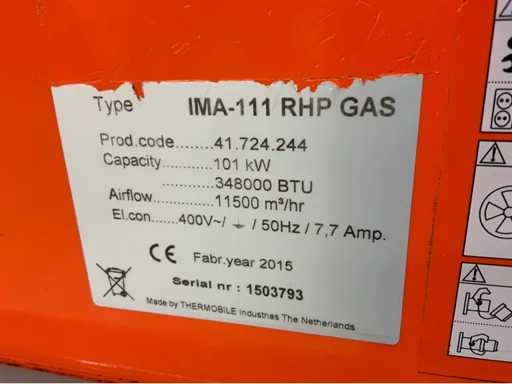 Type IMA-111 RHP GAS
Prod.code........41.724.244
Capacity............101 kW
............348000 BTU
Airflow..............11500 m³/hr
El.con.....400V~/ ⏚ / 50Hz / 7,7 Amp.
CE Fabr.year 2015
Serial nr : 1503793
Made by THERMOBILE Industries The Netherlands